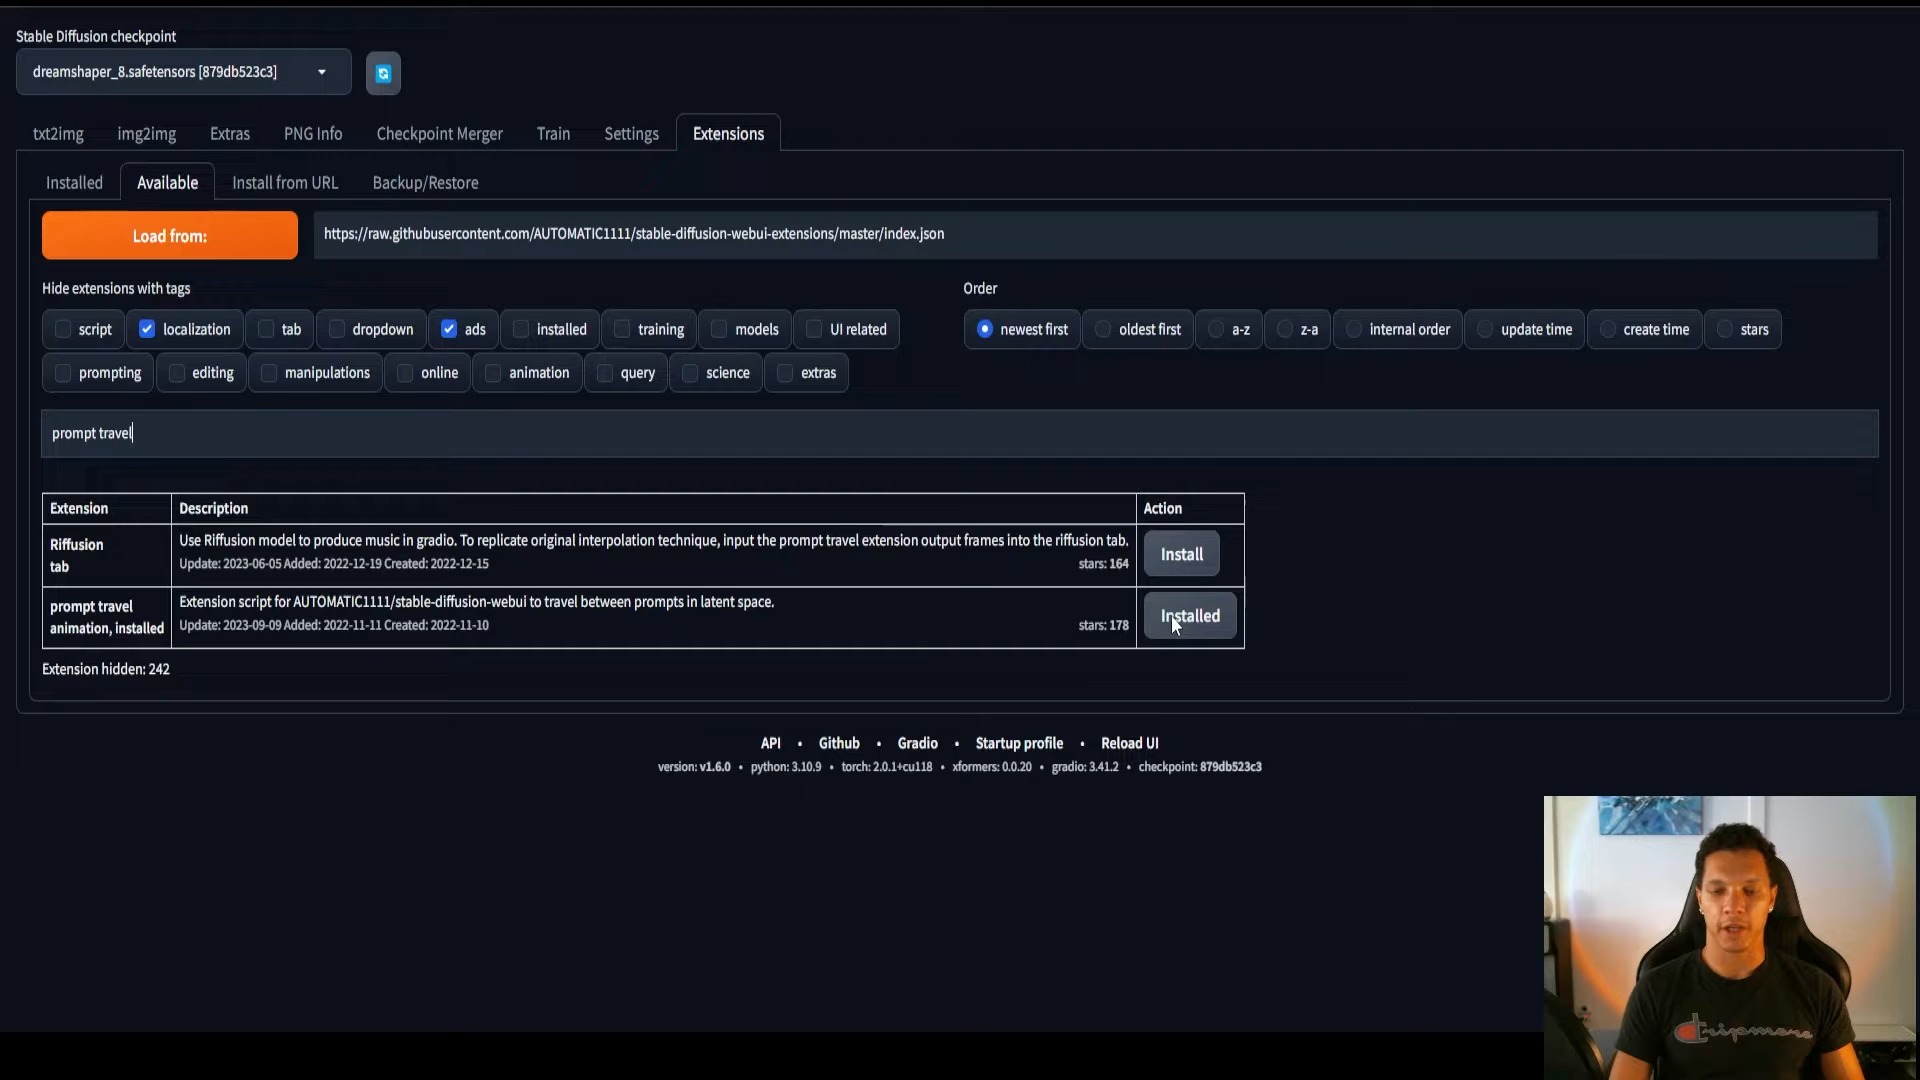 Stable Diffusion checkpoint
dreamshaper_8.safetensors [879db523c3]
txt2img img2img Extras PNG Info Checkpoint Merger Train Settings Extensions
Installed Available Install from URL Backup/Restore
Load from: https://raw.githubusercontent.com/AUTOMATIC1111/stable-diffusion-webui-extensions/master/index.json
Hide extensions with tags Order
script localization tab dropdown ads installed training models UI related newest first oldest first a-z z-a internal order update time create time stars
prompting editing manipulations online animation query science extras
prompt travel
Extension Description Action
Riffusion
tab
Use Riffusion model to produce music in gradio. To replicate original interpolation technique, input the prompt travel extension output frames into the riffusion tab.
Update: 2023-06-05 Added: 2022-12-19 Created: 2022-12-15 stars: 164
Install
prompt travel
animation, installed
Extension script for AUTOMATIC1111/stable-diffusion-webui to travel between prompts in latent space.
Update: 2023-09-09 Added: 2022-11-11 Created: 2022-11-10 stars: 178
Installed
Extension hidden: 242
API • Github • Gradio • Startup profile • Reload UI
version: v1.6.0 • python: 3.10.9 • torch: 2.0.1+cu118 • xformers: 0.0.20 • gradio: 3.41.2 • checkpoint: 879db523c3